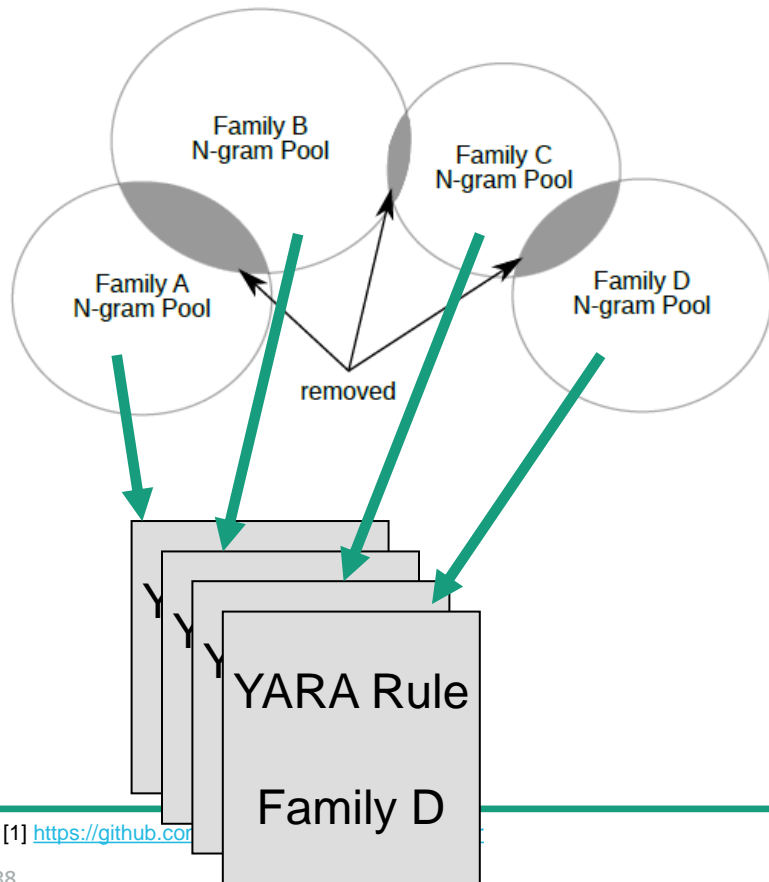 Family B
N-gram Pool
Family C
N-gram Pool
Family A
N-gram Pool
Family D
N-gram Pool
removed
Y
Y
Y
YARA Rule
Family D
[1] https://github.com